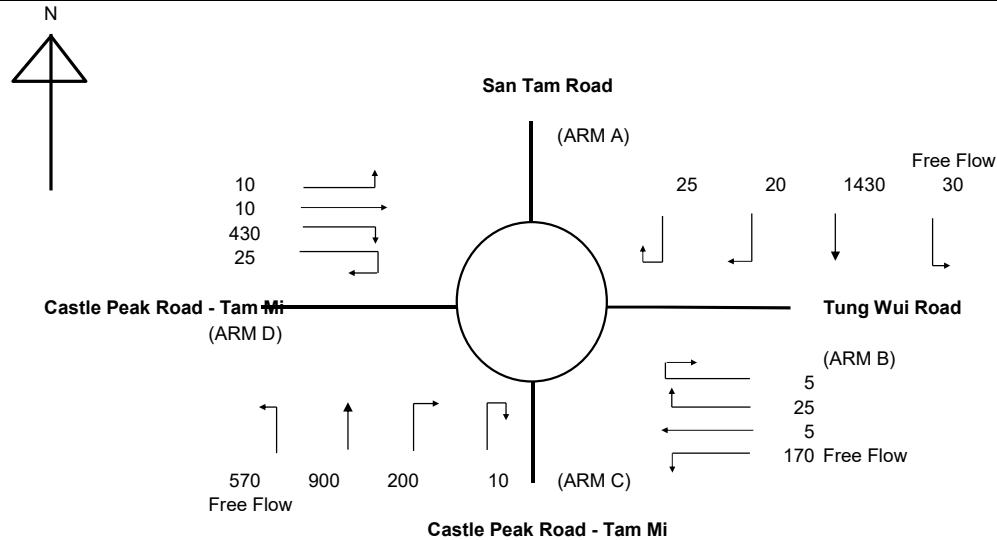 N
San Tam Road
(ARM A)
Free Flow
25 20 1430 30
10
10
430
25
Castle Peak Road - Tam Mi
(ARM D)
Tung Wui Road
(ARM B)
5
25
5
170 Free Flow
570 900 200 10
Free Flow
(ARM C)
Castle Peak Road - Tam Mi